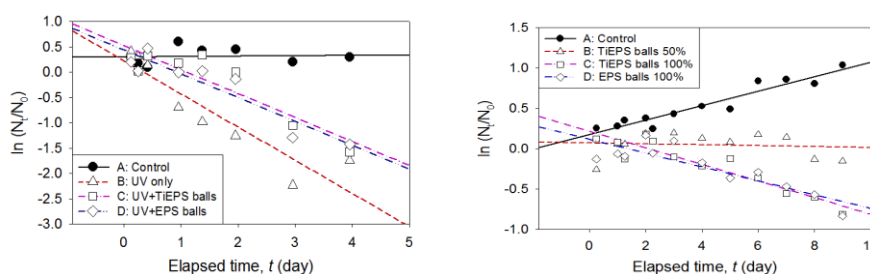 ln (Nt/N0)
1.0
0.5
0.0
-0.5
-1.0
-1.5
-2.0
-2.5
-3.0
A: Control
B: UV only
C: UV+TiEPS balls
D: UV+EPS balls
0 1 2 3 4 5
Elapsed time, t (day)
ln (Nt/N0)
1.5
1.0
0.5
0.0
-0.5
-1.0
A: Control
B: TiEPS balls 50%
C: TiEPS balls 100%
D: EPS balls 100%
0 2 4 6 8
Elapsed time, t (day)